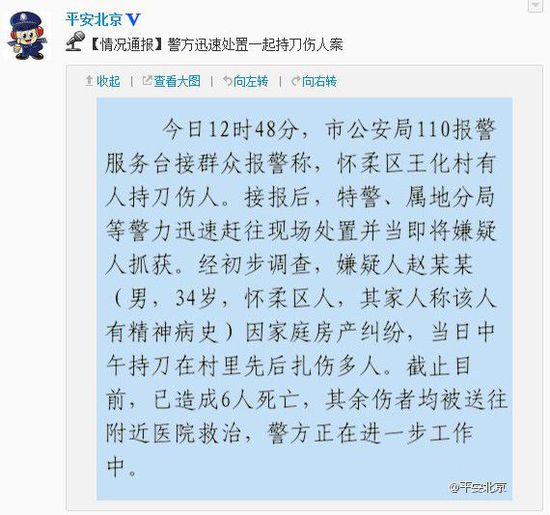 平安北京 V
【情况通报】警方迅速处置一起持刀伤人案
收起 | 查看大图 | 向左转 | 向右转
今日12时48分，市公安局110报警
服务台接群众报警称，怀柔区王化村有
人持刀伤人。接报后，特警、属地分局
等警力迅速赶往现场处置并当即将嫌疑
人抓获。经初步调查，嫌疑人赵某某
（男，34岁，怀柔区人，其家人称该人
有精神病史）因家庭房产纠纷，当日中
午持刀在村里先后扎伤多人。截止目
前，已造成6人死亡，其余伤者均被送往
附近医院救治，警方正在进一步工作
中。
@平安北京